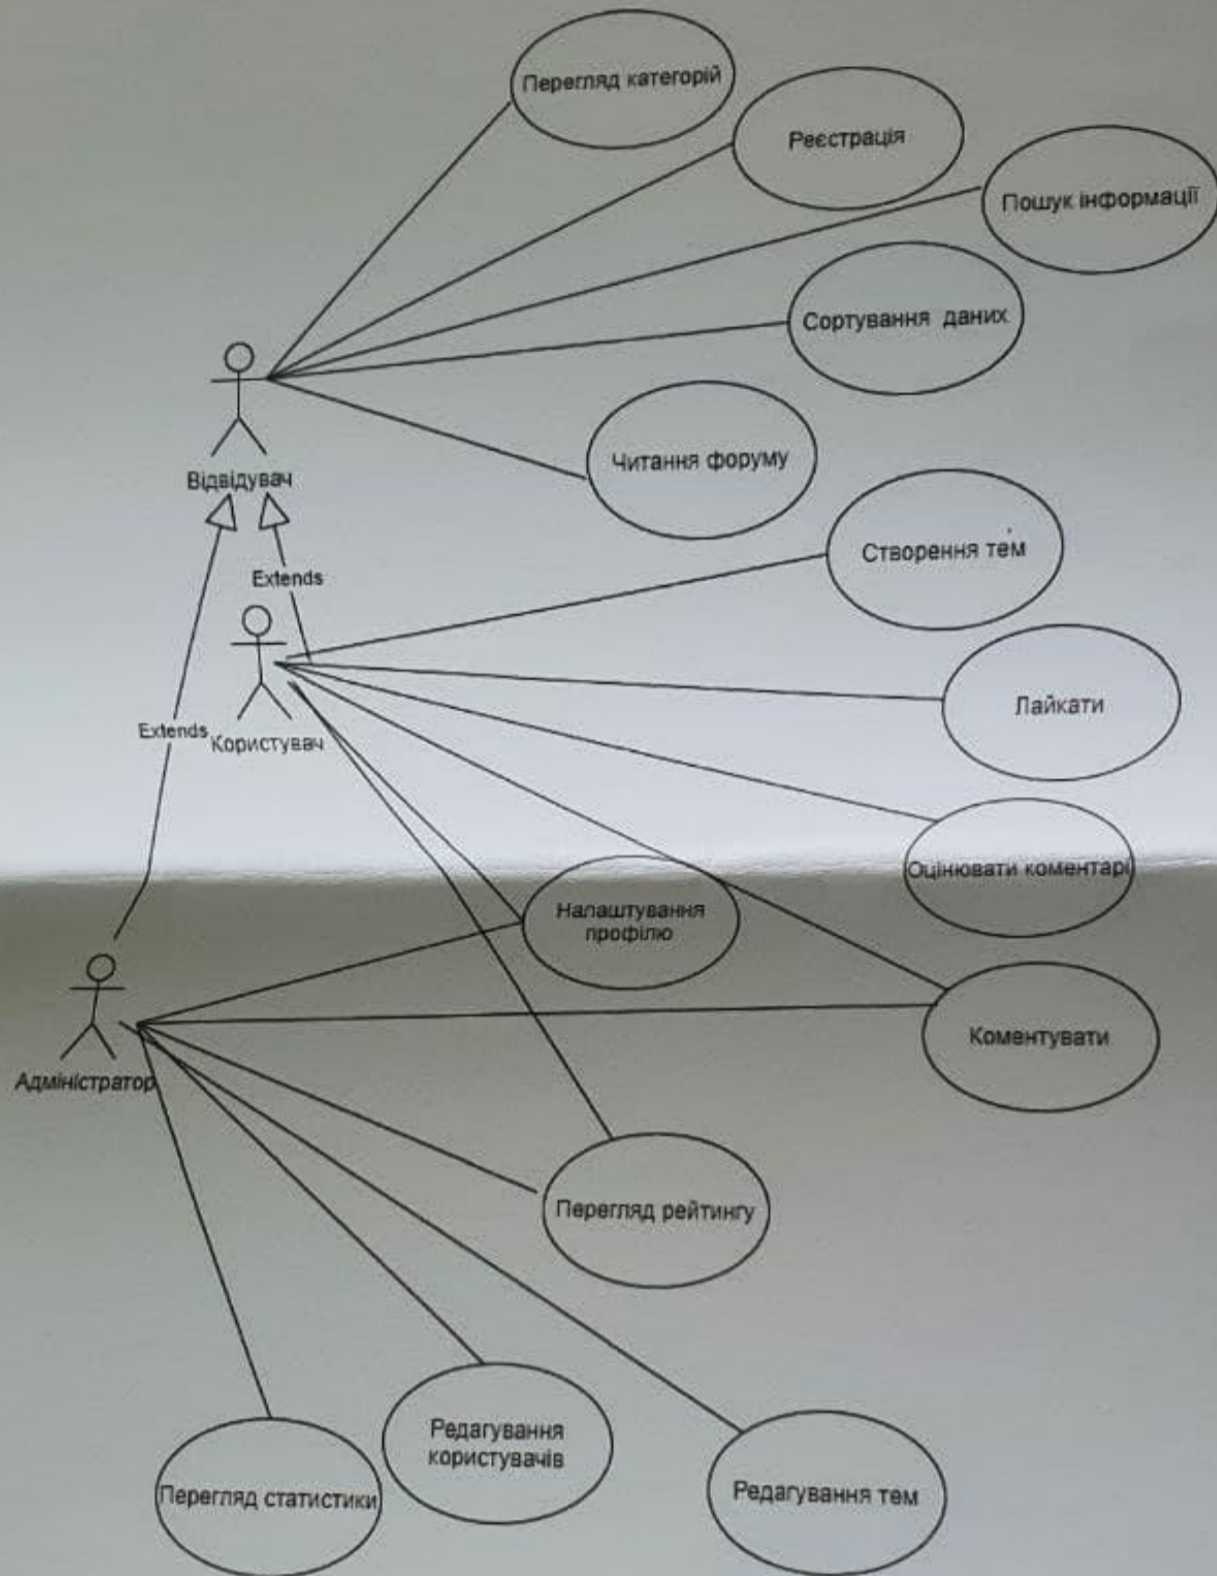 Перегляд категорій
Реєстрація
Пошук інформації
Сортування даних
Відвідувач
Читання форуму
Створення тем
Extends
Лайкати
Extends
Користувач
Оцінювати коментарі
Налаштування
профілю
Коментувати
Адміністратор
Перегляд рейтингу
Редагування
користувачів
Перегляд статистики
Редагування тем